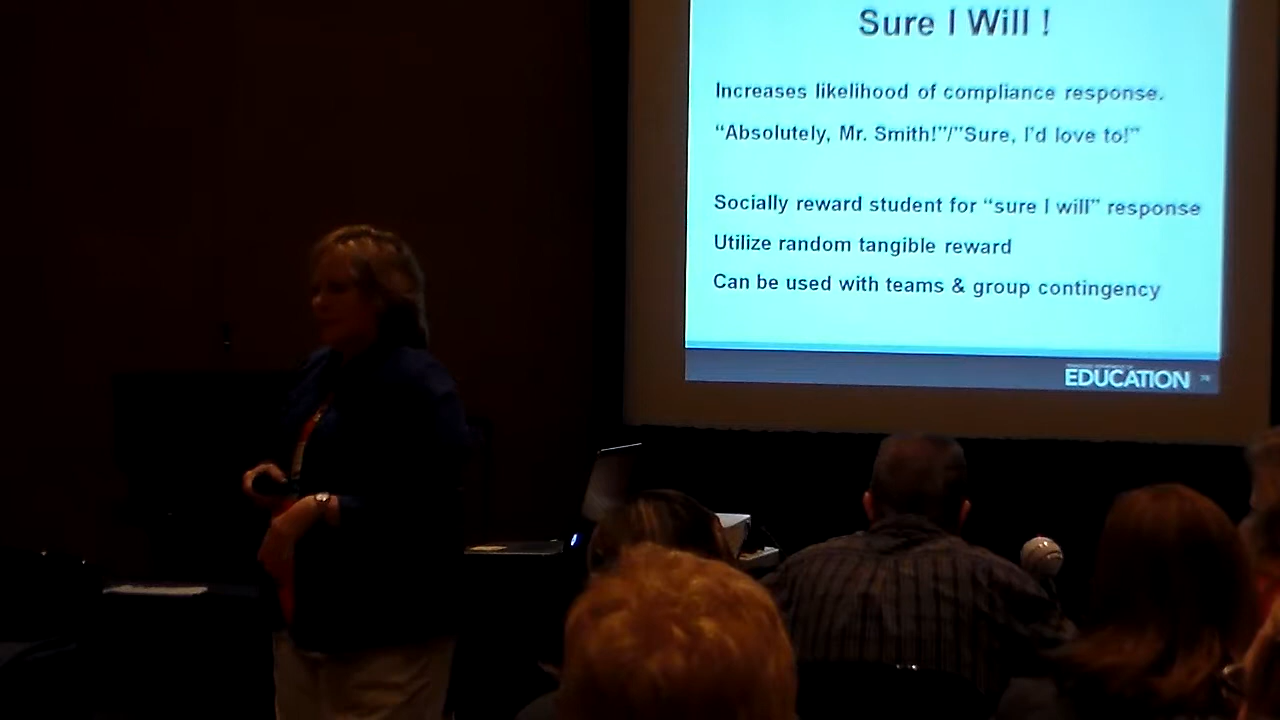 Sure I Will !
Increases likelihood of compliance response.
“Absolutely, Mr. Smith!”/”Sure, I’d love to!”
Socially reward student for “sure I will” response
Utilize random tangible reward
Can be used with teams & group contingency
EDUCATION